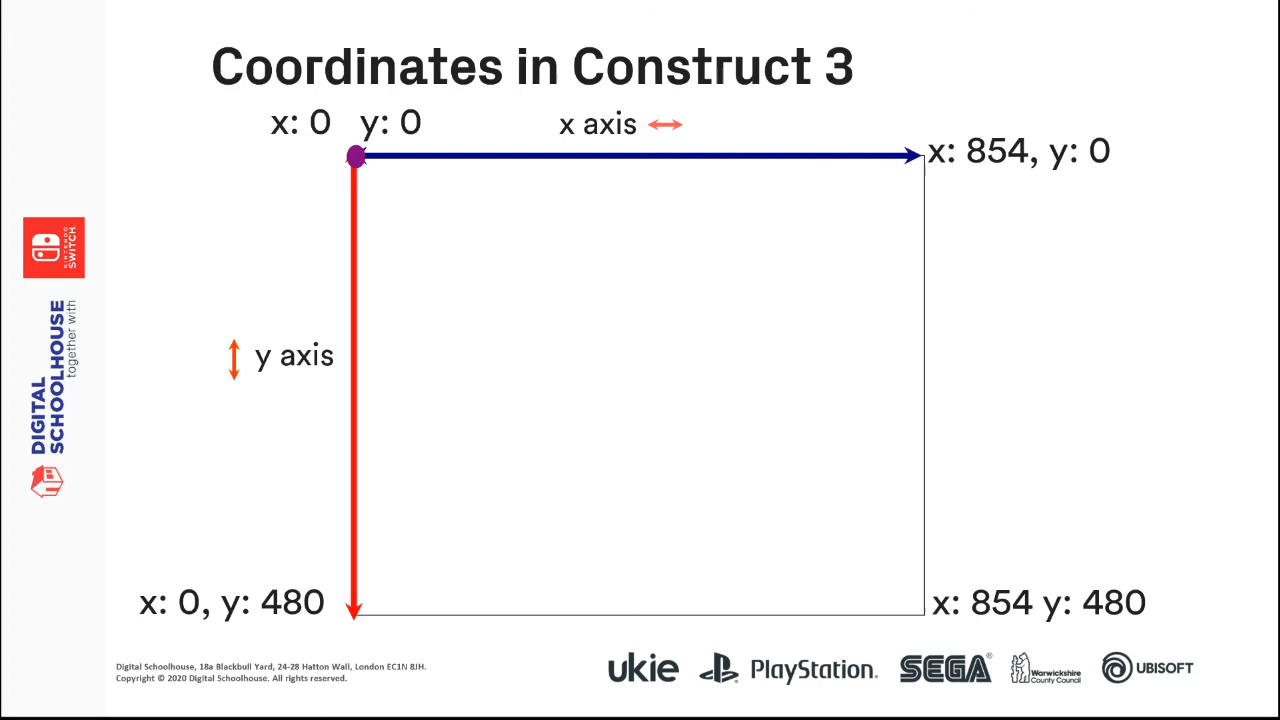 Coordinates in Construct 3
x: 0 y: 0
x axis
x: 854, y: 0
y axis
x: 0, y: 480
x: 854 y: 480
NINTENDO
SWITCH
DIGITAL
SCHOOLHOUSE
together with
Digital Schoolhouse, 18a Blackbull Yard, 24-28 Hatton Wall, London EC1N 8JH.
Copyright © 2020 Digital Schoolhouse. All rights reserved.
ukie
PlayStation.
SEGA®
Warwickshire
County Council
UBISOFT